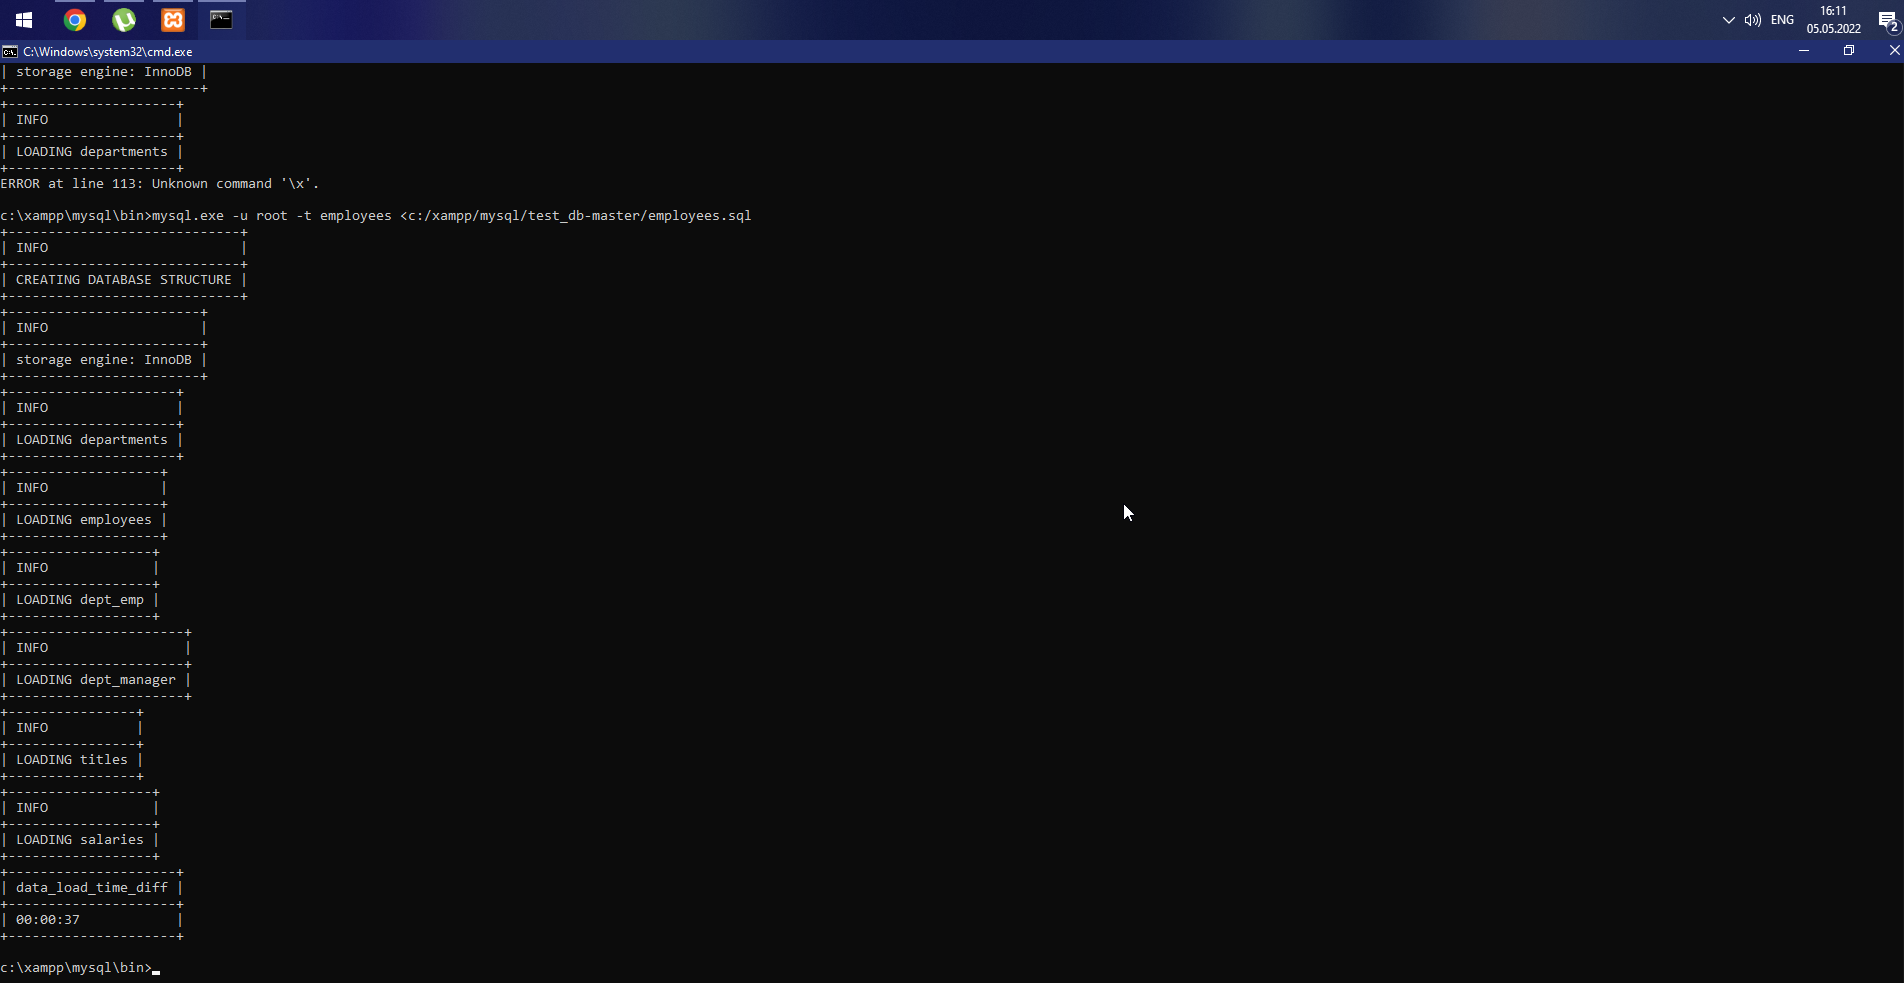 16:11
ENG
05.05.2022
2
C:\Windows\system32\cmd.exe
| storage engine: InnoDB |
+------------------------+
+---------------------+
| INFO                |
+---------------------+
| LOADING departments |
+---------------------+
ERROR at line 113: Unknown command '\x'.
c:\xampp\mysql\bin>mysql.exe -u root -t employees <c:/xampp/mysql/test_db-master/employees.sql
+-----------------------------+
| INFO                        |
+-----------------------------+
| CREATING DATABASE STRUCTURE |
+-----------------------------+
+------------------------+
| INFO                   |
+------------------------+
| storage engine: InnoDB |
+------------------------+
+---------------------+
| INFO                |
+---------------------+
| LOADING departments |
+---------------------+
+-------------------+
| INFO              |
+-------------------+
| LOADING employees |
+-------------------+
+------------------+
| INFO             |
+------------------+
| LOADING dept_emp |
+------------------+
+----------------------+
| INFO                 |
+----------------------+
| LOADING dept_manager |
+----------------------+
+----------------+
| INFO           |
+----------------+
| LOADING titles |
+----------------+
+------------------+
| INFO             |
+------------------+
| LOADING salaries |
+------------------+
+---------------------+
| data_load_time_diff |
+---------------------+
| 00:00:37            |
+---------------------+
c:\xampp\mysql\bin>